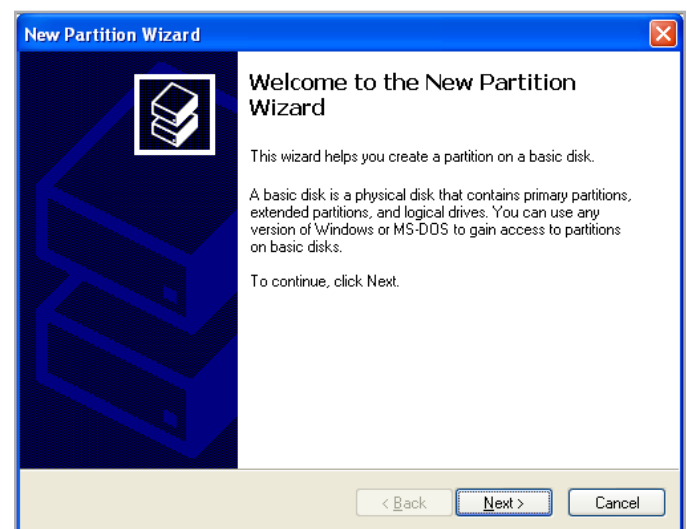 New Partition Wizard
Welcome to the New Partition
Wizard
This wizard helps you create a partition on a basic disk.
A basic disk is a physical disk that contains primary partitions,
extended partitions, and logical drives. You can use any
version of Windows or MS-DOS to gain access to partitions
on basic disks.
To continue, click Next.
< Back Next > Cancel